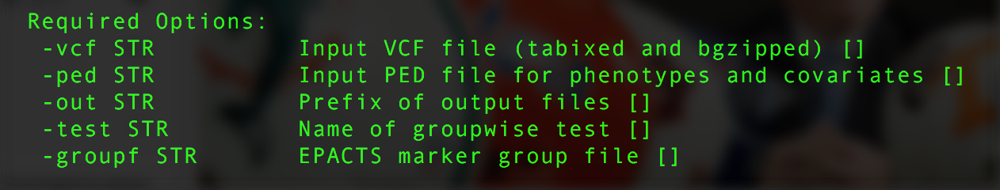 Required Options:
-vcf STR Input VCF file (tabixed and bgzipped) []
-ped STR Input PED file for phenotypes and covariates []
-out STR Prefix of output files []
-test STR Name of groupwise test []
-groupf STR EPACTS marker group file []